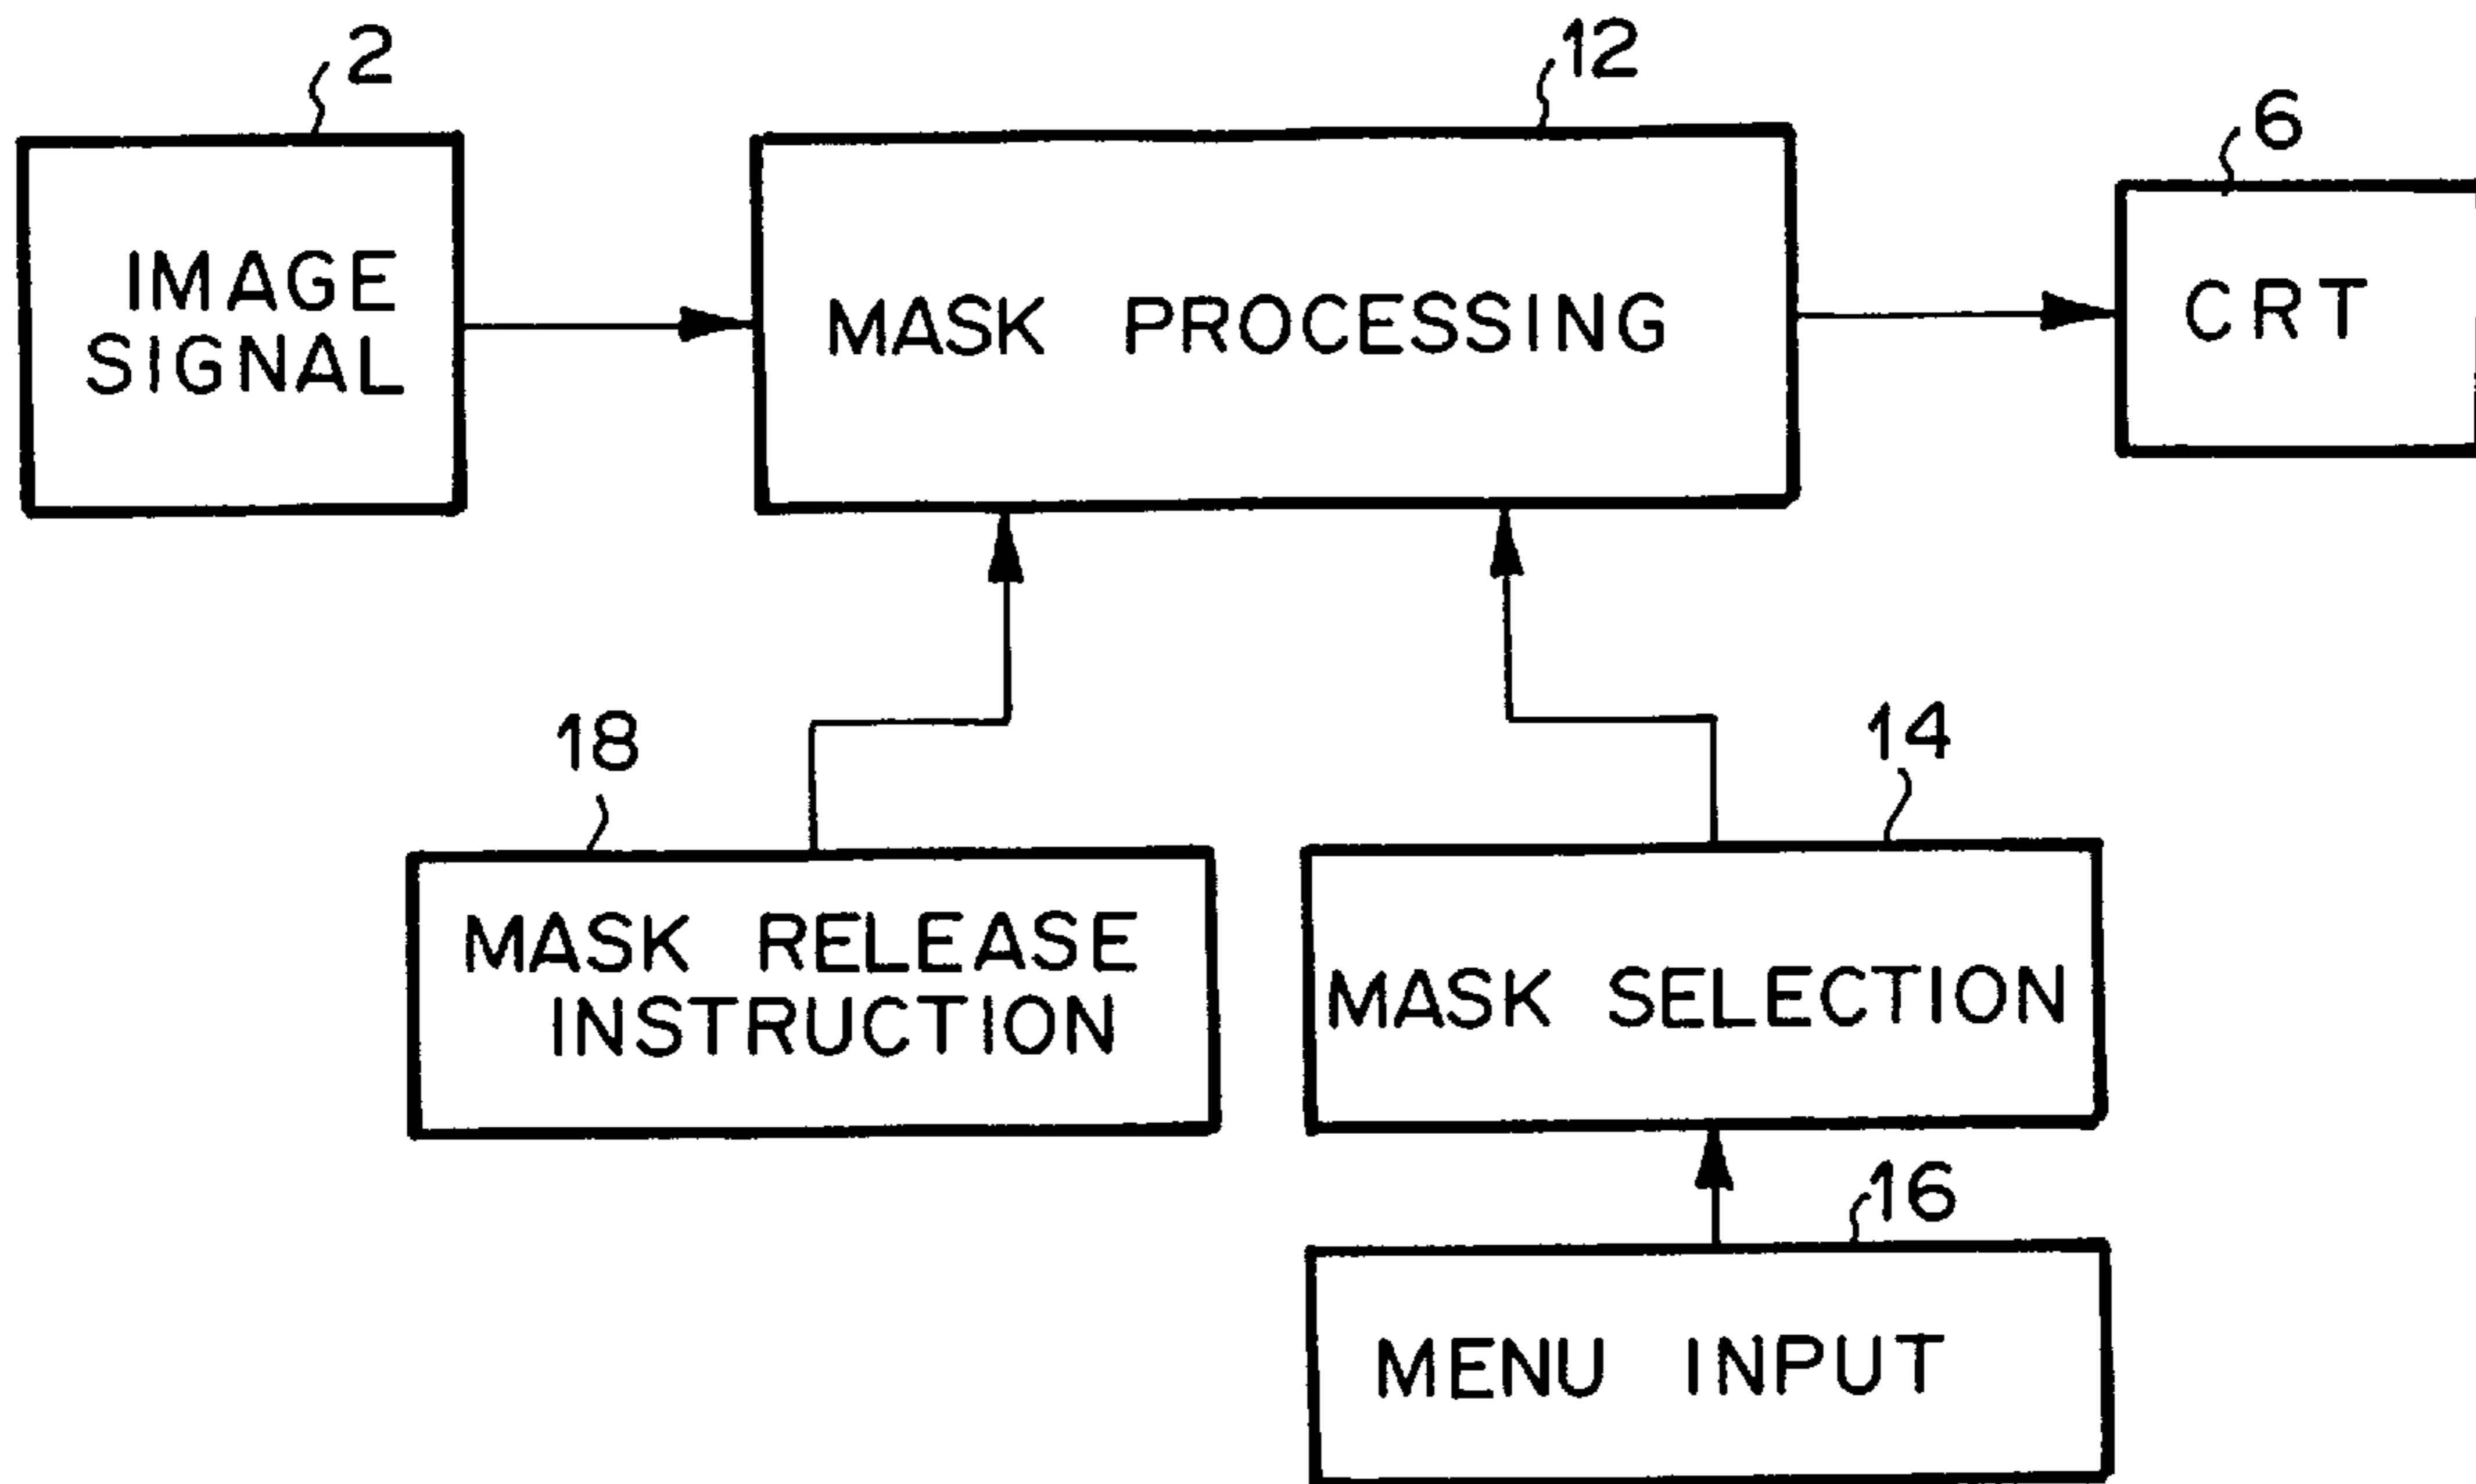 2
IMAGE
SIGNAL
12
MASK PROCESSING
6
CRT
18
MASK RELEASE
INSTRUCTION
14
MASK SELECTION
16
MENU INPUT